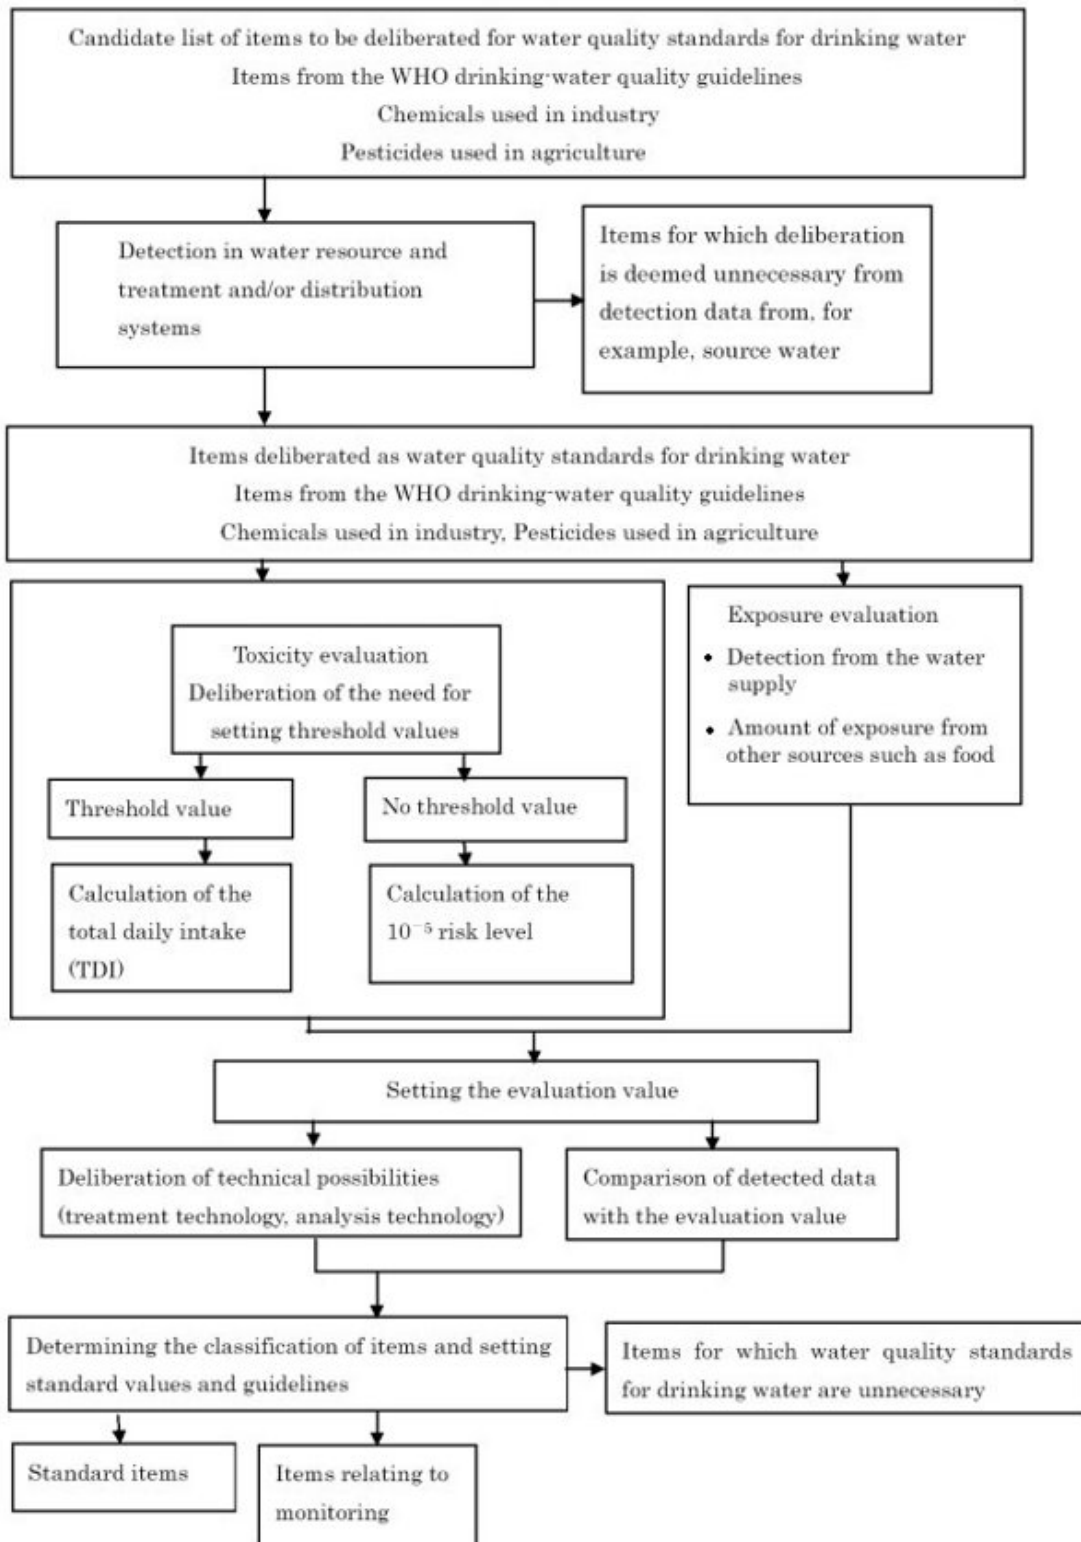 Candidate list of items to be deliberated for water quality standards for drinking water
Items from the WHO drinking-water quality guidelines
Chemicals used in industry
Pesticides used in agriculture
Detection in water resource and
treatment and/or distribution
systems
Items for which deliberation
is deemed unnecessary from
detection data from, for
example, source water
Items deliberated as water quality standards for drinking water
Items from the WHO drinking-water quality guidelines
Chemicals used in industry, Pesticides used in agriculture
Toxicity evaluation
Deliberation of the need for
setting threshold values
Threshold value
No threshold value
Calculation of the
total daily intake
(TDI)
Calculation of the
10⁻⁵ risk level
Exposure evaluation
• Detection from the water
supply
• Amount of exposure from
other sources such as food
Setting the evaluation value
Deliberation of technical possibilities
(treatment technology, analysis technology)
Comparison of detected data
with the evaluation value
Determining the classification of items and setting
standard values and guidelines
Items for which water quality standards
for drinking water are unnecessary
Standard items
Items relating to
monitoring